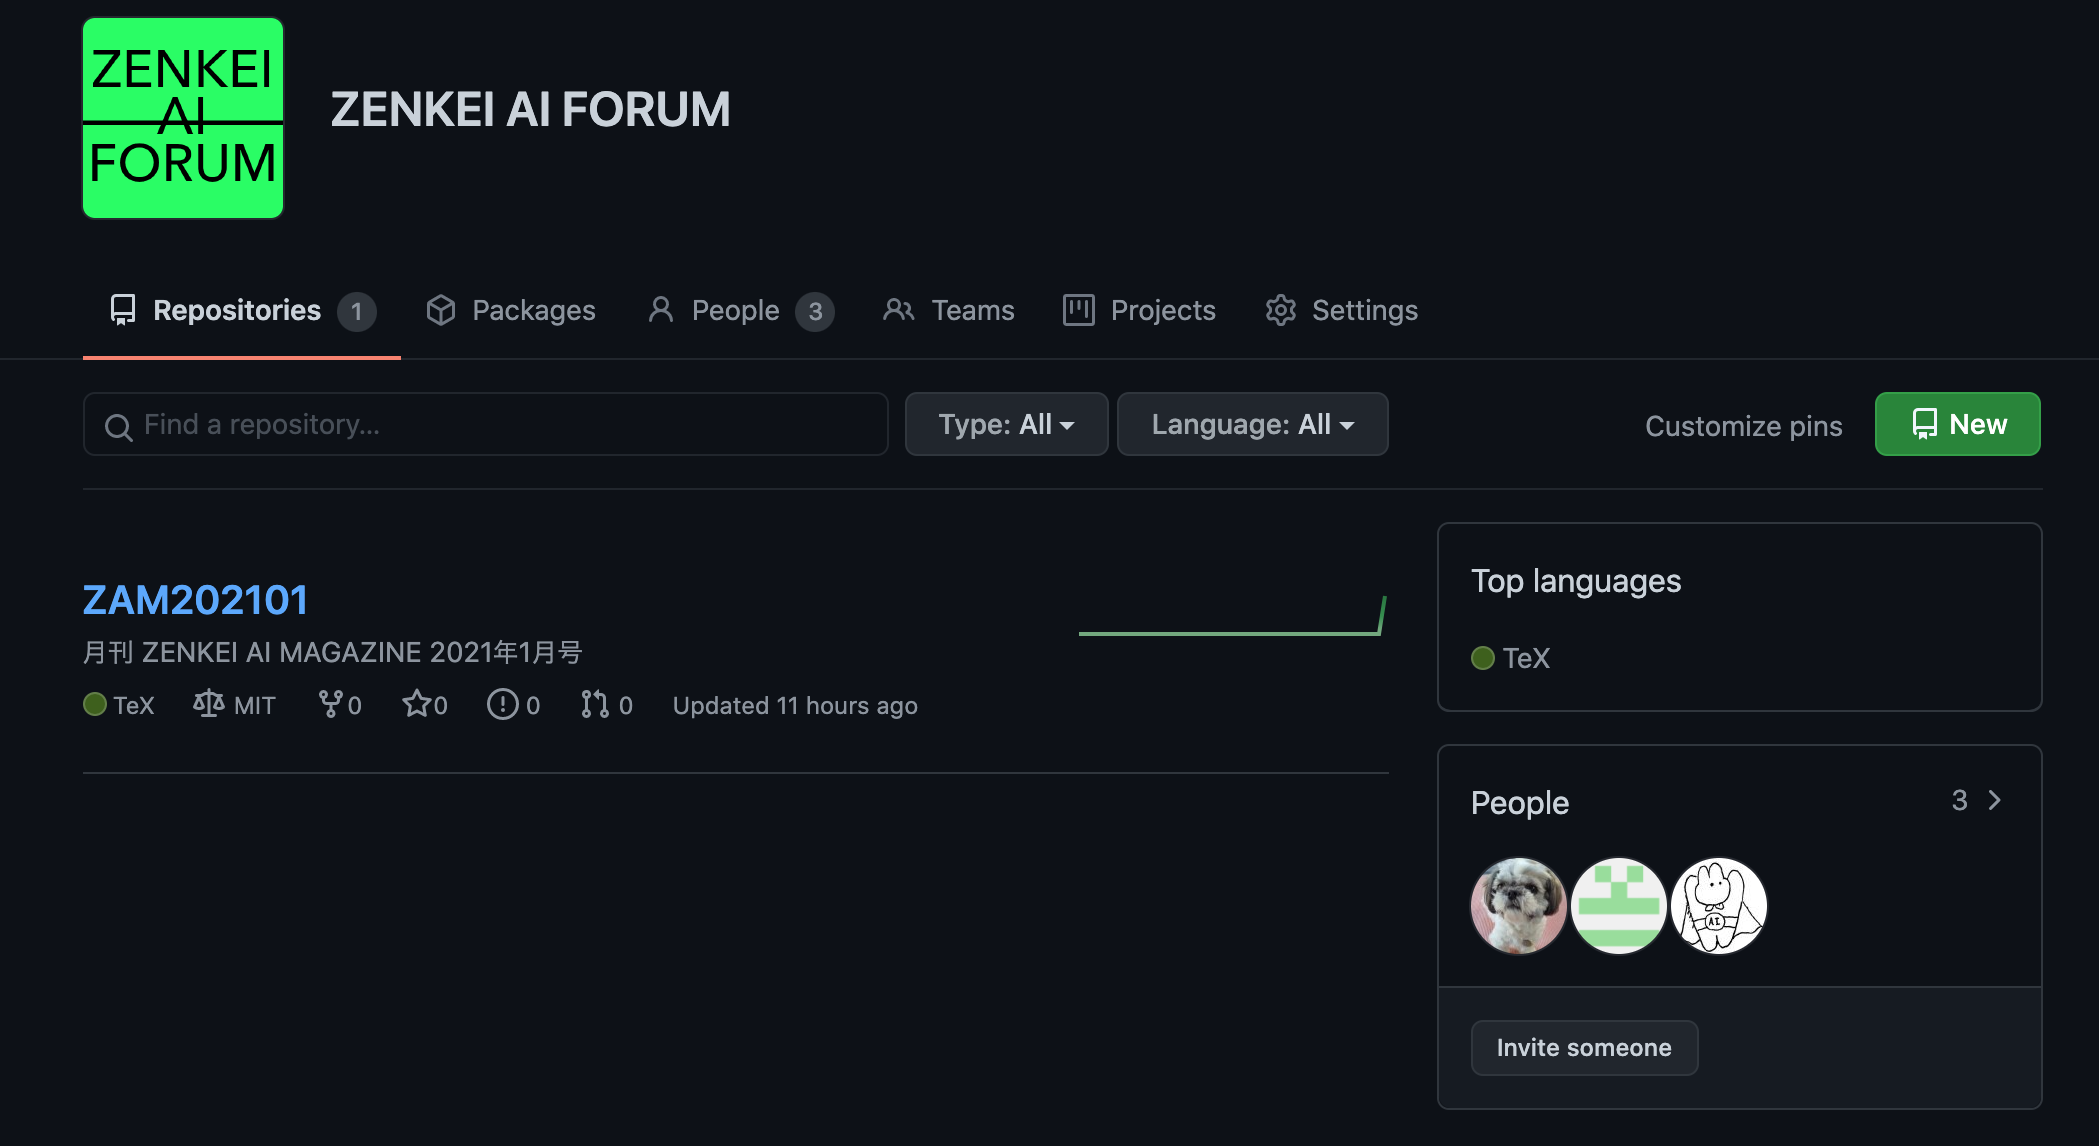 ZENKEI
AI
FORUM
ZENKEI AI FORUM
Repositories 1 Packages People 3 Teams Projects Settings
Find a repository... Type: All Language: All Customize pins New
ZAM202101
月刊 ZENKEI AI MAGAZINE 2021年1月号
TeX MIT 0 0 0 0 Updated 11 hours ago
Top languages
TeX
People 3
AI
Invite someone